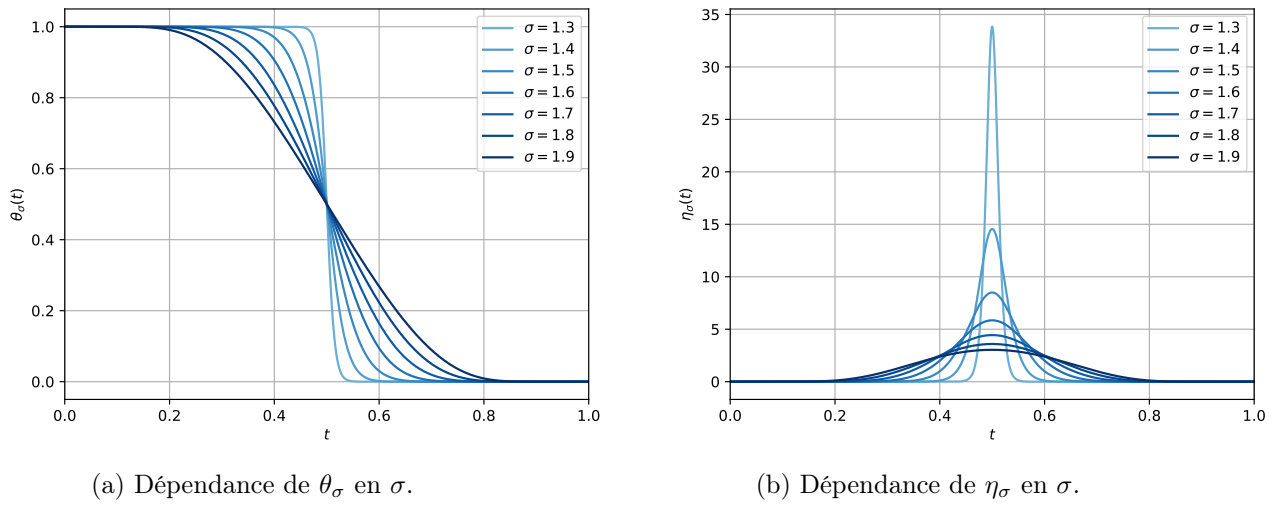 1.0
0.8
0.6
0.4
0.2
0.0
θσ(t)
0.0 0.2 0.4 0.6 0.8 1.0
t
σ = 1.3
σ = 1.4
σ = 1.5
σ = 1.6
σ = 1.7
σ = 1.8
σ = 1.9
(a) Dépendance de θσ en σ.
35
30
25
20
15
10
5
0
ησ(t)
0.0 0.2 0.4 0.6 0.8 1.0
t
σ = 1.3
σ = 1.4
σ = 1.5
σ = 1.6
σ = 1.7
σ = 1.8
σ = 1.9
(b) Dépendance de ησ en σ.